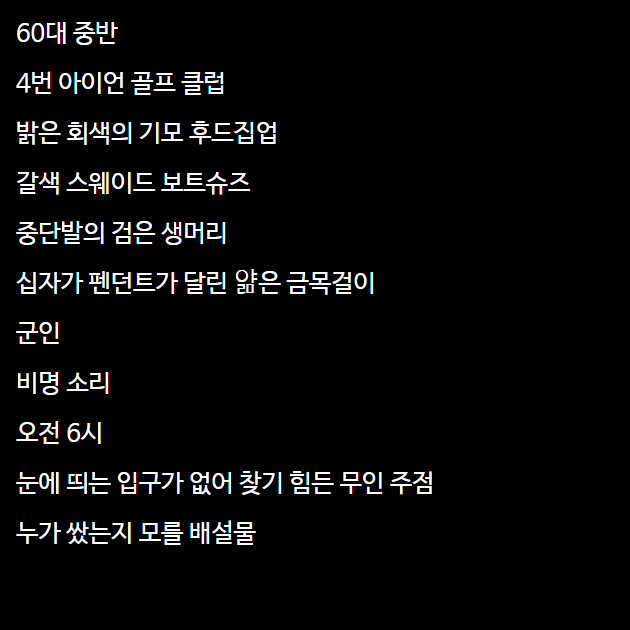 60대 중반
4번 아이언 골프 클럽
밝은 회색의 기모 후드집업
갈색 스웨이드 보트슈즈
중단발의 검은 생머리
십자가 펜던트가 달린 얇은 금목걸이
군인
비명 소리
오전 6시
눈에 띄는 입구가 없어 찾기 힘든 무인 주점
누가 쌌는지 모를 배설물